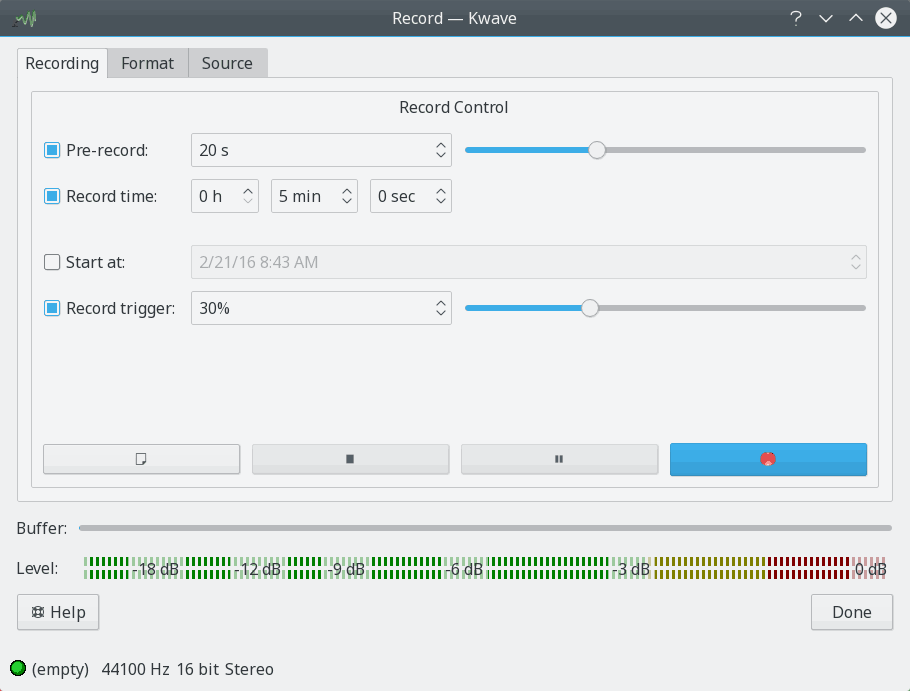 Record — Kwave
Recording Format Source
Record Control
Pre-record: 20 s
Record time: 0 h 5 min 0 sec
Start at: 2/21/16 8:43 AM
Record trigger: 30%
Buffer:
Level: -18 dB -12 dB -9 dB -6 dB -3 dB 0 dB
Help Done
(empty) 44100 Hz 16 bit Stereo